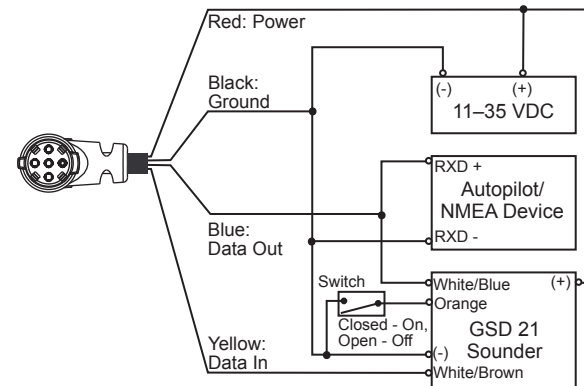 Red: Power
Black:
Ground
(-)
(+)
11–35 VDC
RXD +
Autopilot/
NMEA Device
RXD -
Blue:
Data Out
Switch
White/Blue
(+)
Orange
Closed - On,
Open - Off
GSD 21
Sounder
Yellow:
Data In
(-)
White/Brown